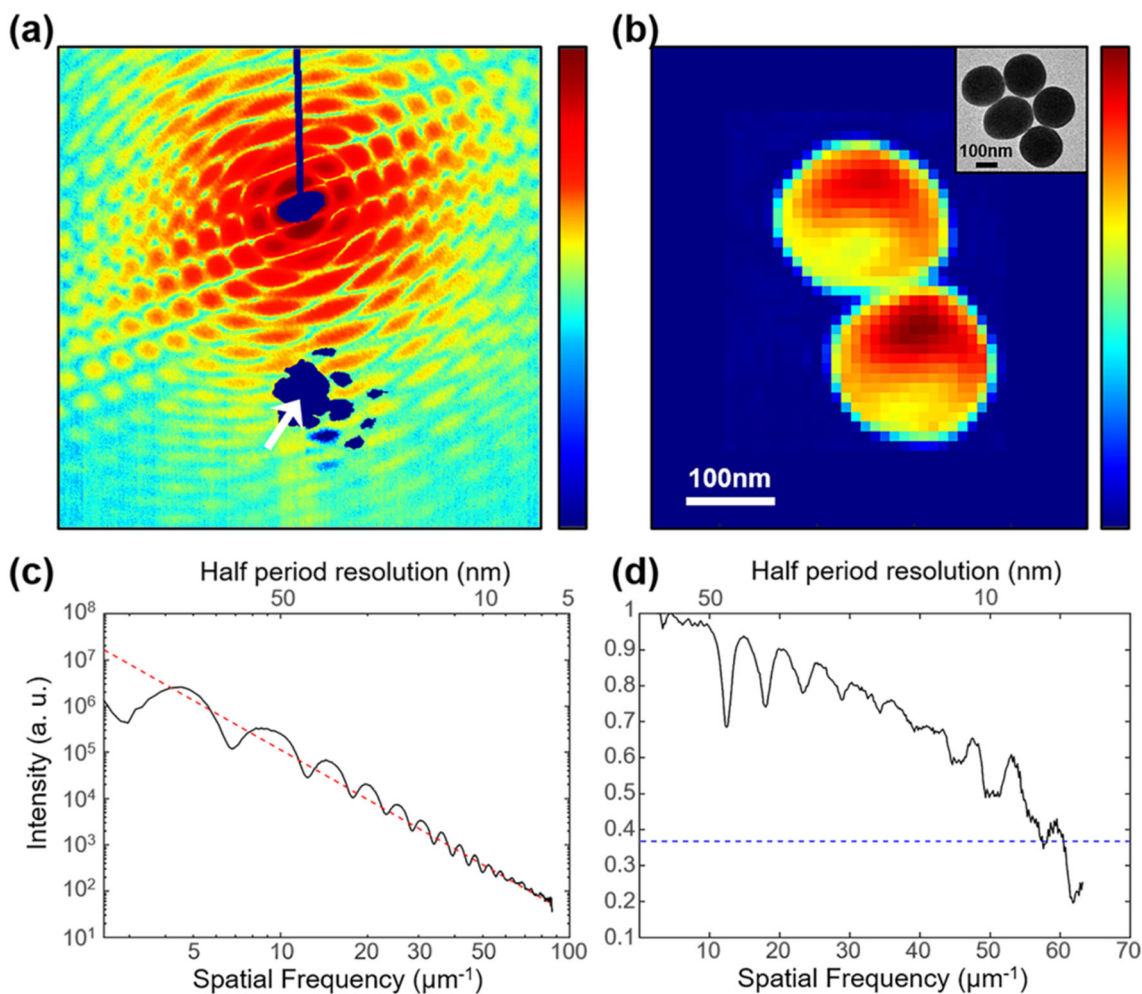 (a)
(b)
100nm
100nm
(c)
Half period resolution (nm)
50 10 5
10⁸
10⁷
10⁶
10⁵
10⁴
10³
10²
10¹
Intensity (a. u.)
5 10 20 50 100
Spatial Frequency (µm⁻¹)
(d)
Half period resolution (nm)
50 10
1
0.9
0.8
0.7
0.6
0.5
0.4
0.3
0.2
0.1
10 20 30 40 50 60 70
Spatial Frequency (µm⁻¹)